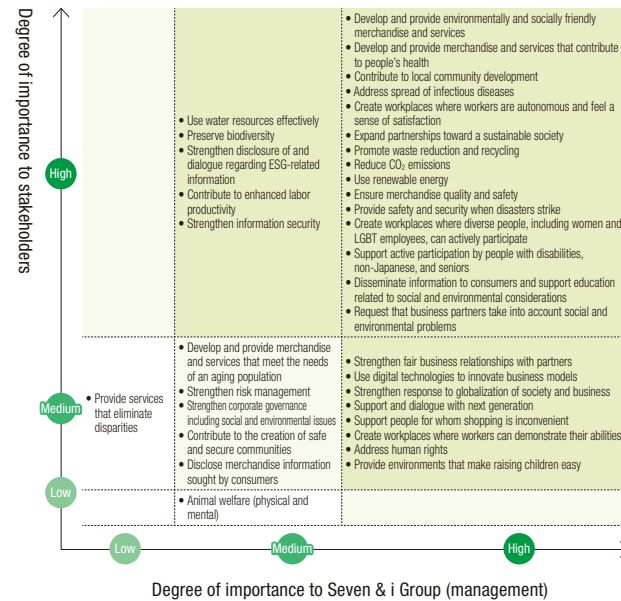 Degree of importance to stakeholders
High
Medium
Low
• Use water resources effectively
• Preserve biodiversity
• Strengthen disclosure of and
dialogue regarding ESG-related
information
• Contribute to enhanced labor
productivity
• Strengthen information security
• Develop and provide environmentally and socially friendly
merchandise and services
• Develop and provide merchandise and services that contribute
to people's health
• Contribute to local community development
• Address spread of infectious diseases
• Create workplaces where workers are autonomous and feel a
sense of satisfaction
• Expand partnerships toward a sustainable society
• Promote waste reduction and recycling
• Reduce CO₂ emissions
• Use renewable energy
• Ensure merchandise quality and safety
• Provide safety and security when disasters strike
• Create workplaces where diverse people, including women and
LGBT employees, can actively participate
• Support active participation by people with disabilities,
non-Japanese, and seniors
• Disseminate information to consumers and support education
related to social and environmental considerations
• Request that business partners take into account social and
environmental problems
• Provide services
that eliminate
disparities
• Develop and provide merchandise
and services that meet the needs
of an aging population
• Strengthen risk management
• Strengthen corporate governance
including social and environmental issues
• Contribute to the creation of safe
and secure communities
• Disclose merchandise information
sought by consumers
• Strengthen fair business relationships with partners
• Use digital technologies to innovate business models
• Strengthen response to globalization of society and business
• Support and dialogue with next generation
• Support people for whom shopping is inconvenient
• Create workplaces where workers can demonstrate their abilities
• Address human rights
• Provide environments that make raising children easy
• Animal welfare (physical and
mental)
Low
Medium
High
Degree of importance to Seven & i Group (management)